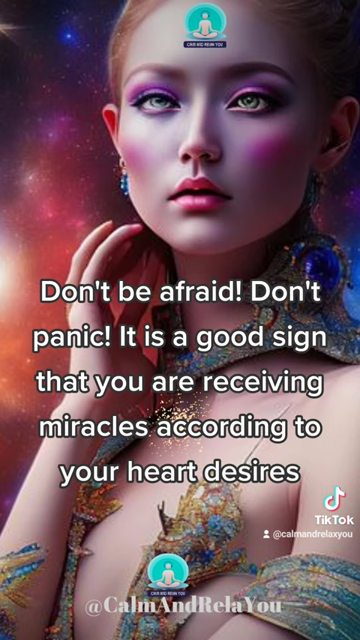 Don't be afraid! Don't
panic! It is a good sign
that you are receiving
miracles according to
your heart desires
TikTok
@calmandrelaxyou
@CalmAndRelaYou